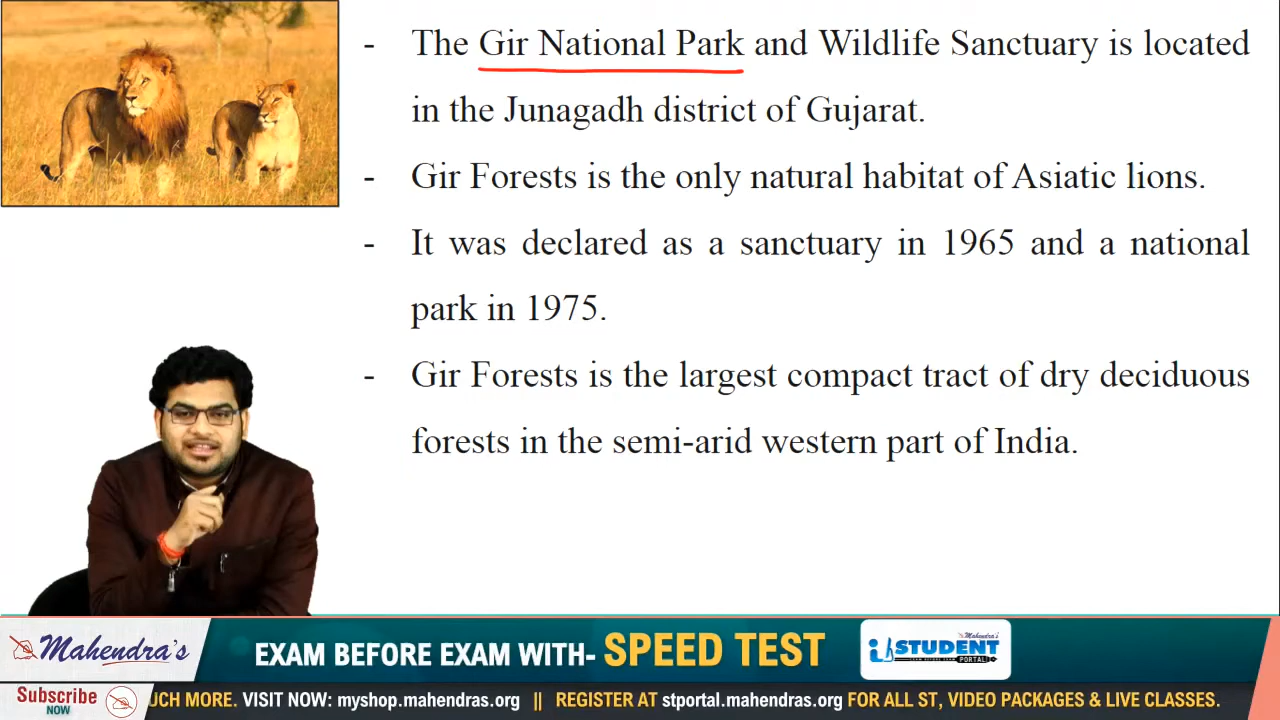 - The Gir National Park and Wildlife Sanctuary is located
in the Junagadh district of Gujarat.
- Gir Forests is the only natural habitat of Asiatic lions.
- It was declared as a sanctuary in 1965 and a national
park in 1975.
- Gir Forests is the largest compact tract of dry deciduous
forests in the semi-arid western part of India.
Mahendra's
EXAM BEFORE EXAM WITH- SPEED TEST
Mahendra's
STUDENT
PORTAL
Subscribe
NOW
UCH MORE. VISIT NOW: myshop.mahendras.org || REGISTER AT stportal.mahendras.org FOR ALL ST, VIDEO PACKAGES & LIVE CLASSES.